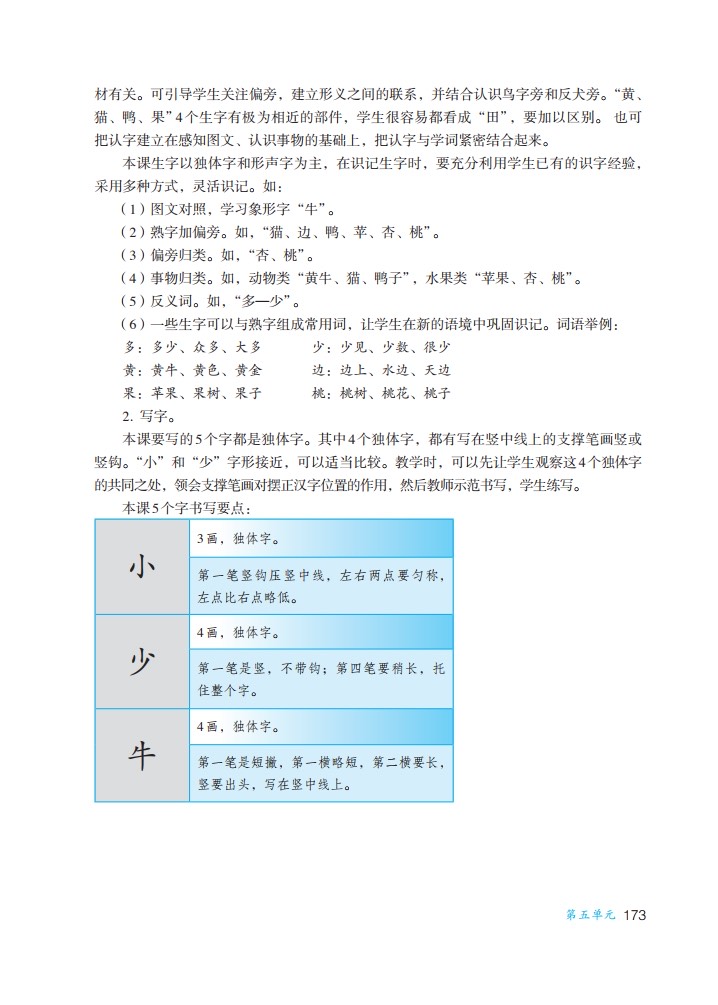 材有关。可引导学生关注偏旁，建立形义之间的联系，并结合认识鸟字旁和反犬旁。“黄、
猫、鸭、果”4个生字有极为相近的部件，学生很容易都看成“田”，要加以区别。 也可
把认字建立在感知图文、认识事物的基础上，把认字与学词紧密结合起来。
本课生字以独体字和形声字为主，在识记生字时，要充分利用学生已有的识字经验，
采用多种方式，灵活识记。如：
（1）图文对照，学习象形字“牛”。
（2）熟字加偏旁。如，“猫、边、鸭、苹、杏、桃”。
（3）偏旁归类。如，“杏、桃”。
（4）事物归类。如，动物类“黄牛、猫、鸭子”，水果类“苹果、杏、桃”。
（5）反义词。如，“多—少”。
（6）一些生字可以与熟字组成常用词，让学生在新的语境中巩固识记。词语举例：
多：多少、众多、大多 少：少见、少数、很少
黄：黄牛、黄色、黄金 边：边上、水边、天边
果：苹果、果树、果子 桃：桃树、桃花、桃子
2. 写字。
本课要写的5个字都是独体字。其中4个独体字，都有写在竖中线上的支撑笔画竖或
竖钩。“小”和“少”字形接近，可以适当比较。教学时，可以先让学生观察这4个独体字
的共同之处，领会支撑笔画对摆正汉字位置的作用，然后教师示范书写，学生练写。
本课5个字书写要点：
小
3画，独体字。
第一笔竖钩压竖中线，左右两点要匀称，
左点比右点略低。
少
4画，独体字。
第一笔是竖，不带钩；第四笔要稍长，托
住整个字。
牛
4画，独体字。
第一笔是短撇，第一横略短，第二横要长，
竖要出头，写在竖中线上。
第五单元 173